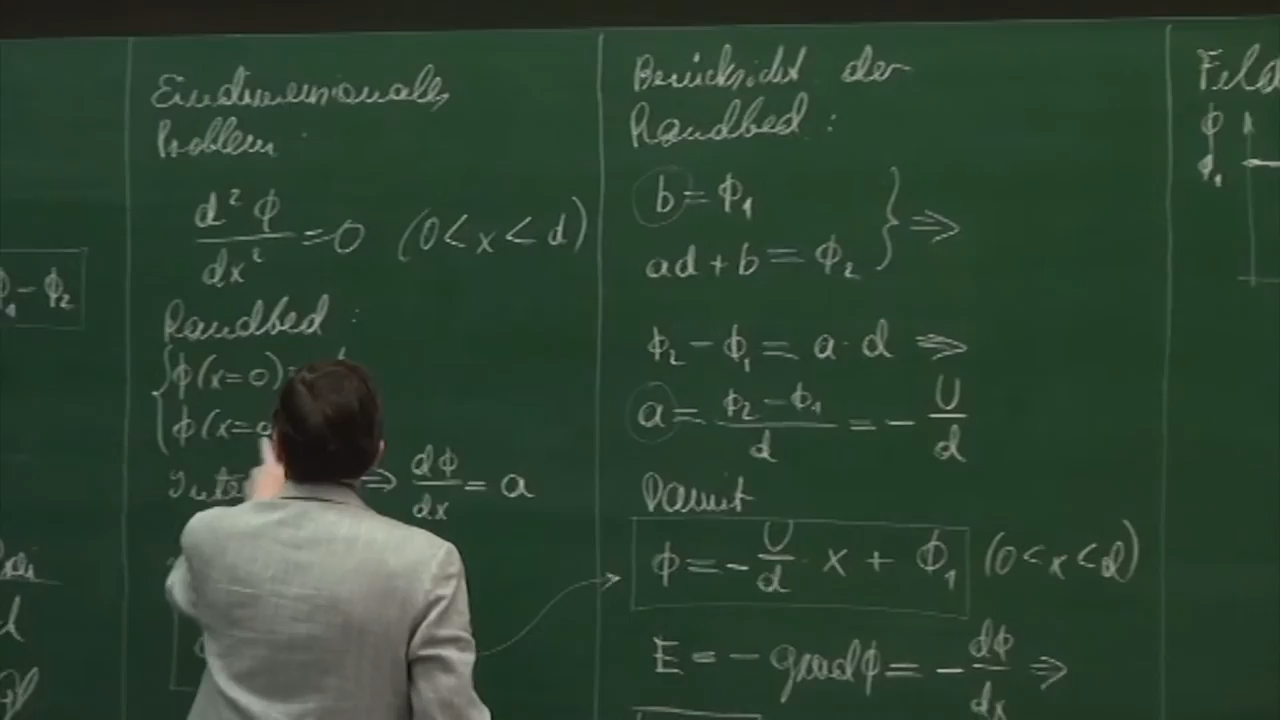 Φ₁ – Φ₂
Eindimensionales
Problem:
d²Φ/dx² = 0 (0 < x < d)
Randbed:
Φ(x=0)
Φ(x=
⇒ dΦ/dx = a
Berücksicht der
Randbed:
b = Φ₁
ad + b = Φ₂ } ⇒
Φ₂ – Φ₁ = a · d ⇒
a = (Φ₂ – Φ₁)/d = – U/d
Damit
Φ = – U/d · x + Φ₁ (0 < x < d)
E = – grad Φ = – dΦ/dx ⇒
Φ
Φ₁